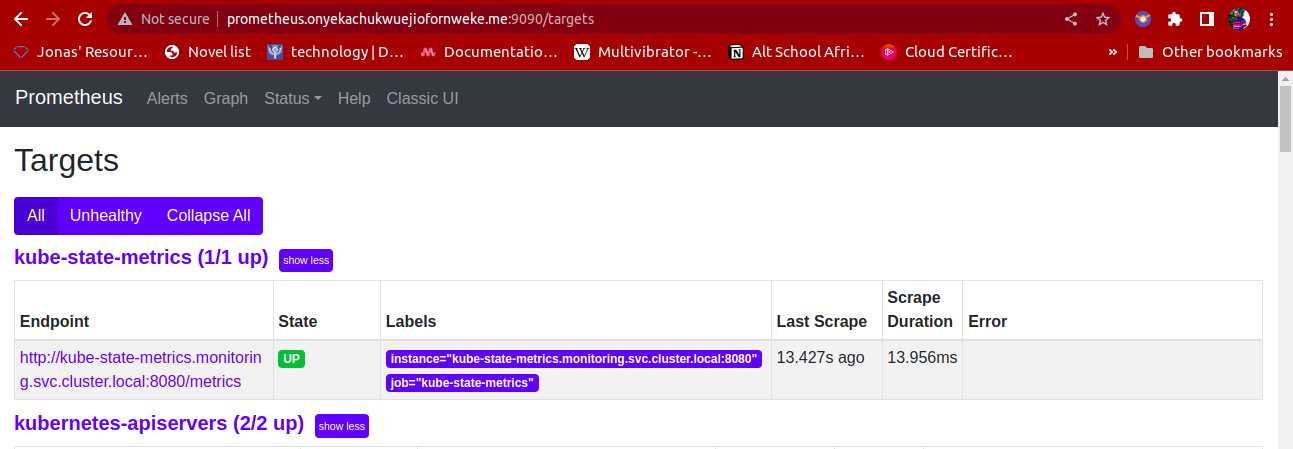 Not secure prometheus.onyekachukwuejiofornweke.me:9090/targets
Jonas' Resour... Novel list technology | D... Documentatio... Multivibrator -... Alt School Afri... Cloud Certific... » Other bookmarks
Prometheus Alerts Graph Status Help Classic UI
Targets
All Unhealthy Collapse All
kube-state-metrics (1/1 up) show less
Endpoint State Labels Last Scrape Scrape Duration Error
http://kube-state-metrics.monitorin UP instance="kube-state-metrics.monitoring.svc.cluster.local:8080" 13.427s ago 13.956ms
g.svc.cluster.local:8080/metrics job="kube-state-metrics"
kubernetes-apiservers (2/2 up) show less